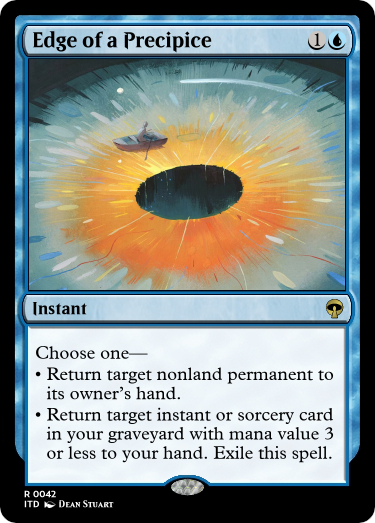 Edge of a Precipice 1
Instant
Choose one—
• Return target nonland permanent to
its owner's hand.
• Return target instant or sorcery card
in your graveyard with mana value 3
or less to your hand. Exile this spell.
R 0042
ITD DEAN STUART